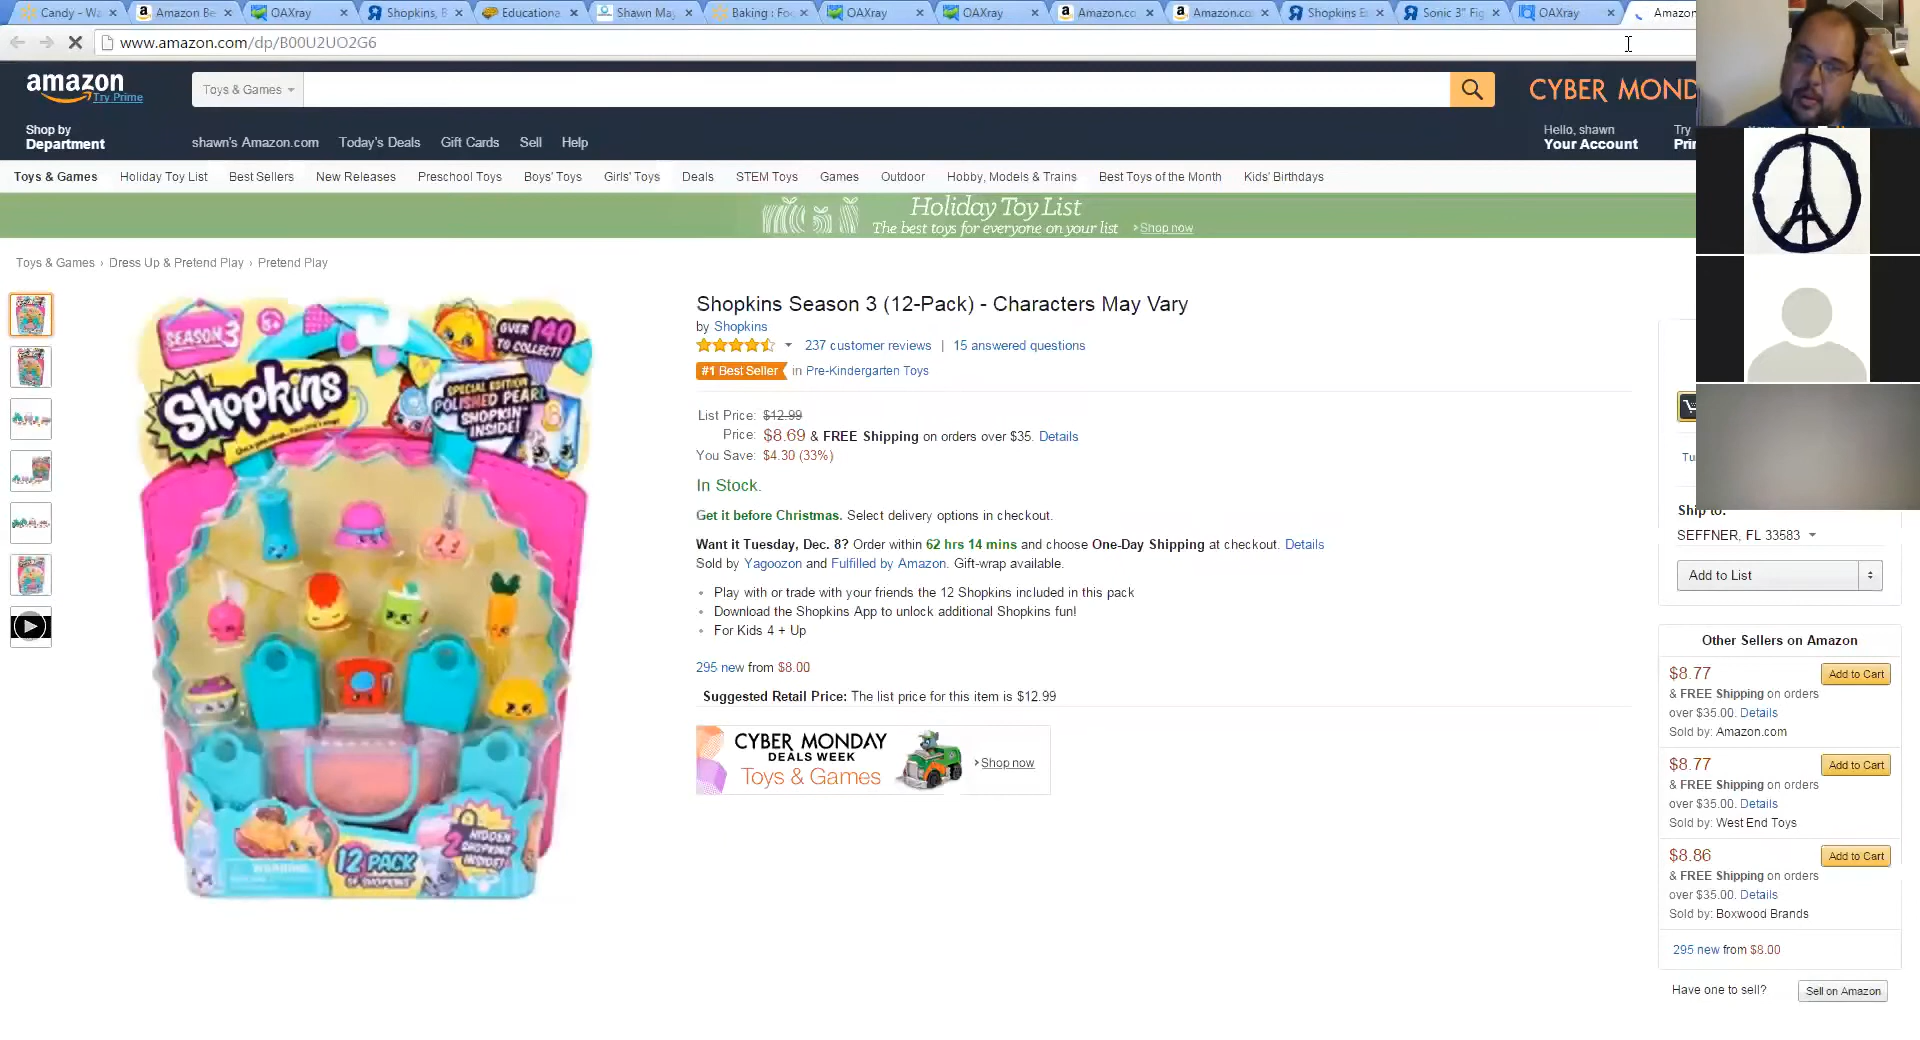 Candy - Wa
Amazon Be
OAXray
Shopkins, B
Educationa
Shawn May
Baking : Fo
OAXray
OAXray
Amazon.co
Amazon.co
Shopkins E
Sonic 3" Fig
OAXray
Amazon
www.amazon.com/dp/B00U2UO2G6
amazon
Try Prime
Toys & Games
CYBER MOND
Shop by
Department
shawn's Amazon.com
Today's Deals
Gift Cards
Sell
Help
Hello, shawn
Your Account
Try
Pri
Toys & Games
Holiday Toy List
Best Sellers
New Releases
Preschool Toys
Boys' Toys
Girls' Toys
Deals
STEM Toys
Games
Outdoor
Hobby, Models & Trains
Best Toys of the Month
Kids' Birthdays
Holiday Toy List
The best toys for everyone on your list
› Shop now
Toys & Games › Dress Up & Pretend Play › Pretend Play
SEASON 3
OVER 140
TO COLLECT!
Shopkins
SPECIAL EDITION
POLISHED PEARL
SHOPKIN
INSIDE!
12 PACK
OF SHOPKINS
HIDDEN
2 SHOPKINS
INSIDE!
WARNING
Shopkins Season 3 (12-Pack) - Characters May Vary
by Shopkins
237 customer reviews | 15 answered questions
#1 Best Seller in Pre-Kindergarten Toys
List Price: $12.99
Price: $8.69 & FREE Shipping on orders over $35. Details
You Save: $4.30 (33%)
In Stock.
Get it before Christmas. Select delivery options in checkout.
Want it Tuesday, Dec. 8? Order within 62 hrs 14 mins and choose One-Day Shipping at checkout. Details
Sold by Yagoozon and Fulfilled by Amazon. Gift-wrap available.
Play with or trade with your friends the 12 Shopkins included in this pack
Download the Shopkins App to unlock additional Shopkins fun!
For Kids 4 + Up
295 new from $8.00
Suggested Retail Price: The list price for this item is $12.99
CYBER MONDAY
DEALS WEEK
Toys & Games
› Shop now
Tu
Ship to:
SEFFNER, FL 33583
Add to List
Other Sellers on Amazon
$8.77
Add to Cart
& FREE Shipping on orders
over $35.00. Details
Sold by: Amazon.com
$8.77
Add to Cart
& FREE Shipping on orders
over $35.00. Details
Sold by: West End Toys
$8.86
Add to Cart
& FREE Shipping on orders
over $35.00. Details
Sold by: Boxwood Brands
295 new from $8.00
Have one to sell?
Sell on Amazon